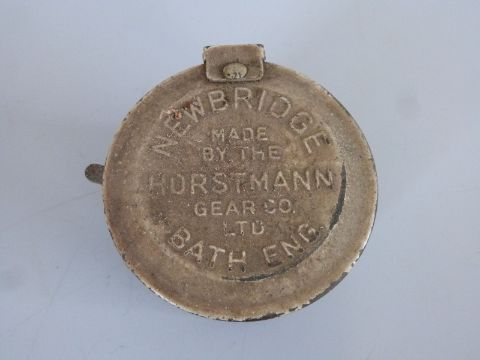 NEWBRIDGE
MADE
BY THE
HORSTMANN
GEAR CO.
LTD
BATH ENG.